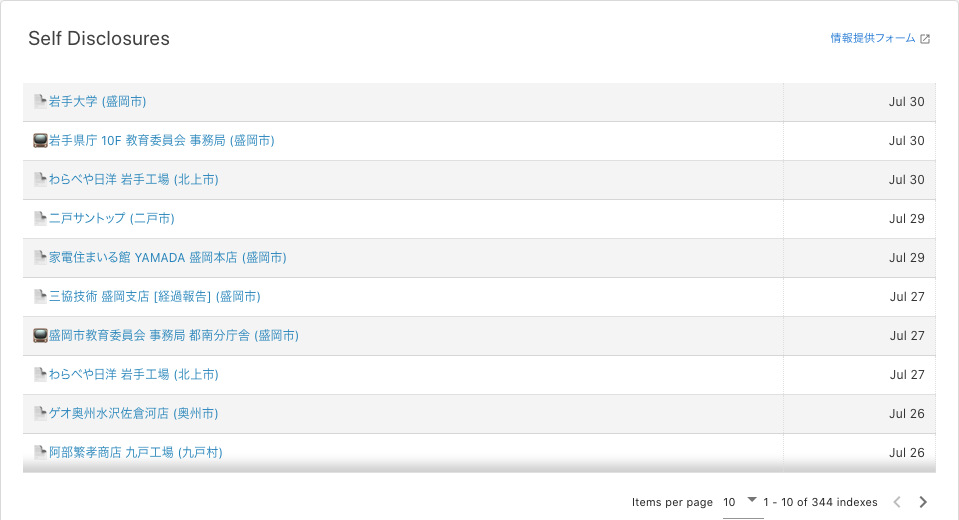 Self Disclosures
情報提供フォーム
岩手大学 (盛岡市) Jul 30
岩手県庁 10F 教育委員会 事務局 (盛岡市) Jul 30
わらべや日洋 岩手工場 (北上市) Jul 30
二戸サントップ (二戸市) Jul 29
家電住まいる館 YAMADA 盛岡本店 (盛岡市) Jul 29
三協技術 盛岡支店 [経過報告] (盛岡市) Jul 27
盛岡市教育委員会 事務局 都南分庁舎 (盛岡市) Jul 27
わらべや日洋 岩手工場 (北上市) Jul 27
ゲオ奥州水沢佐倉河店 (奥州市) Jul 26
阿部繁孝商店 九戸工場 (九戸村) Jul 26
Items per page 10 1 - 10 of 344 indexes